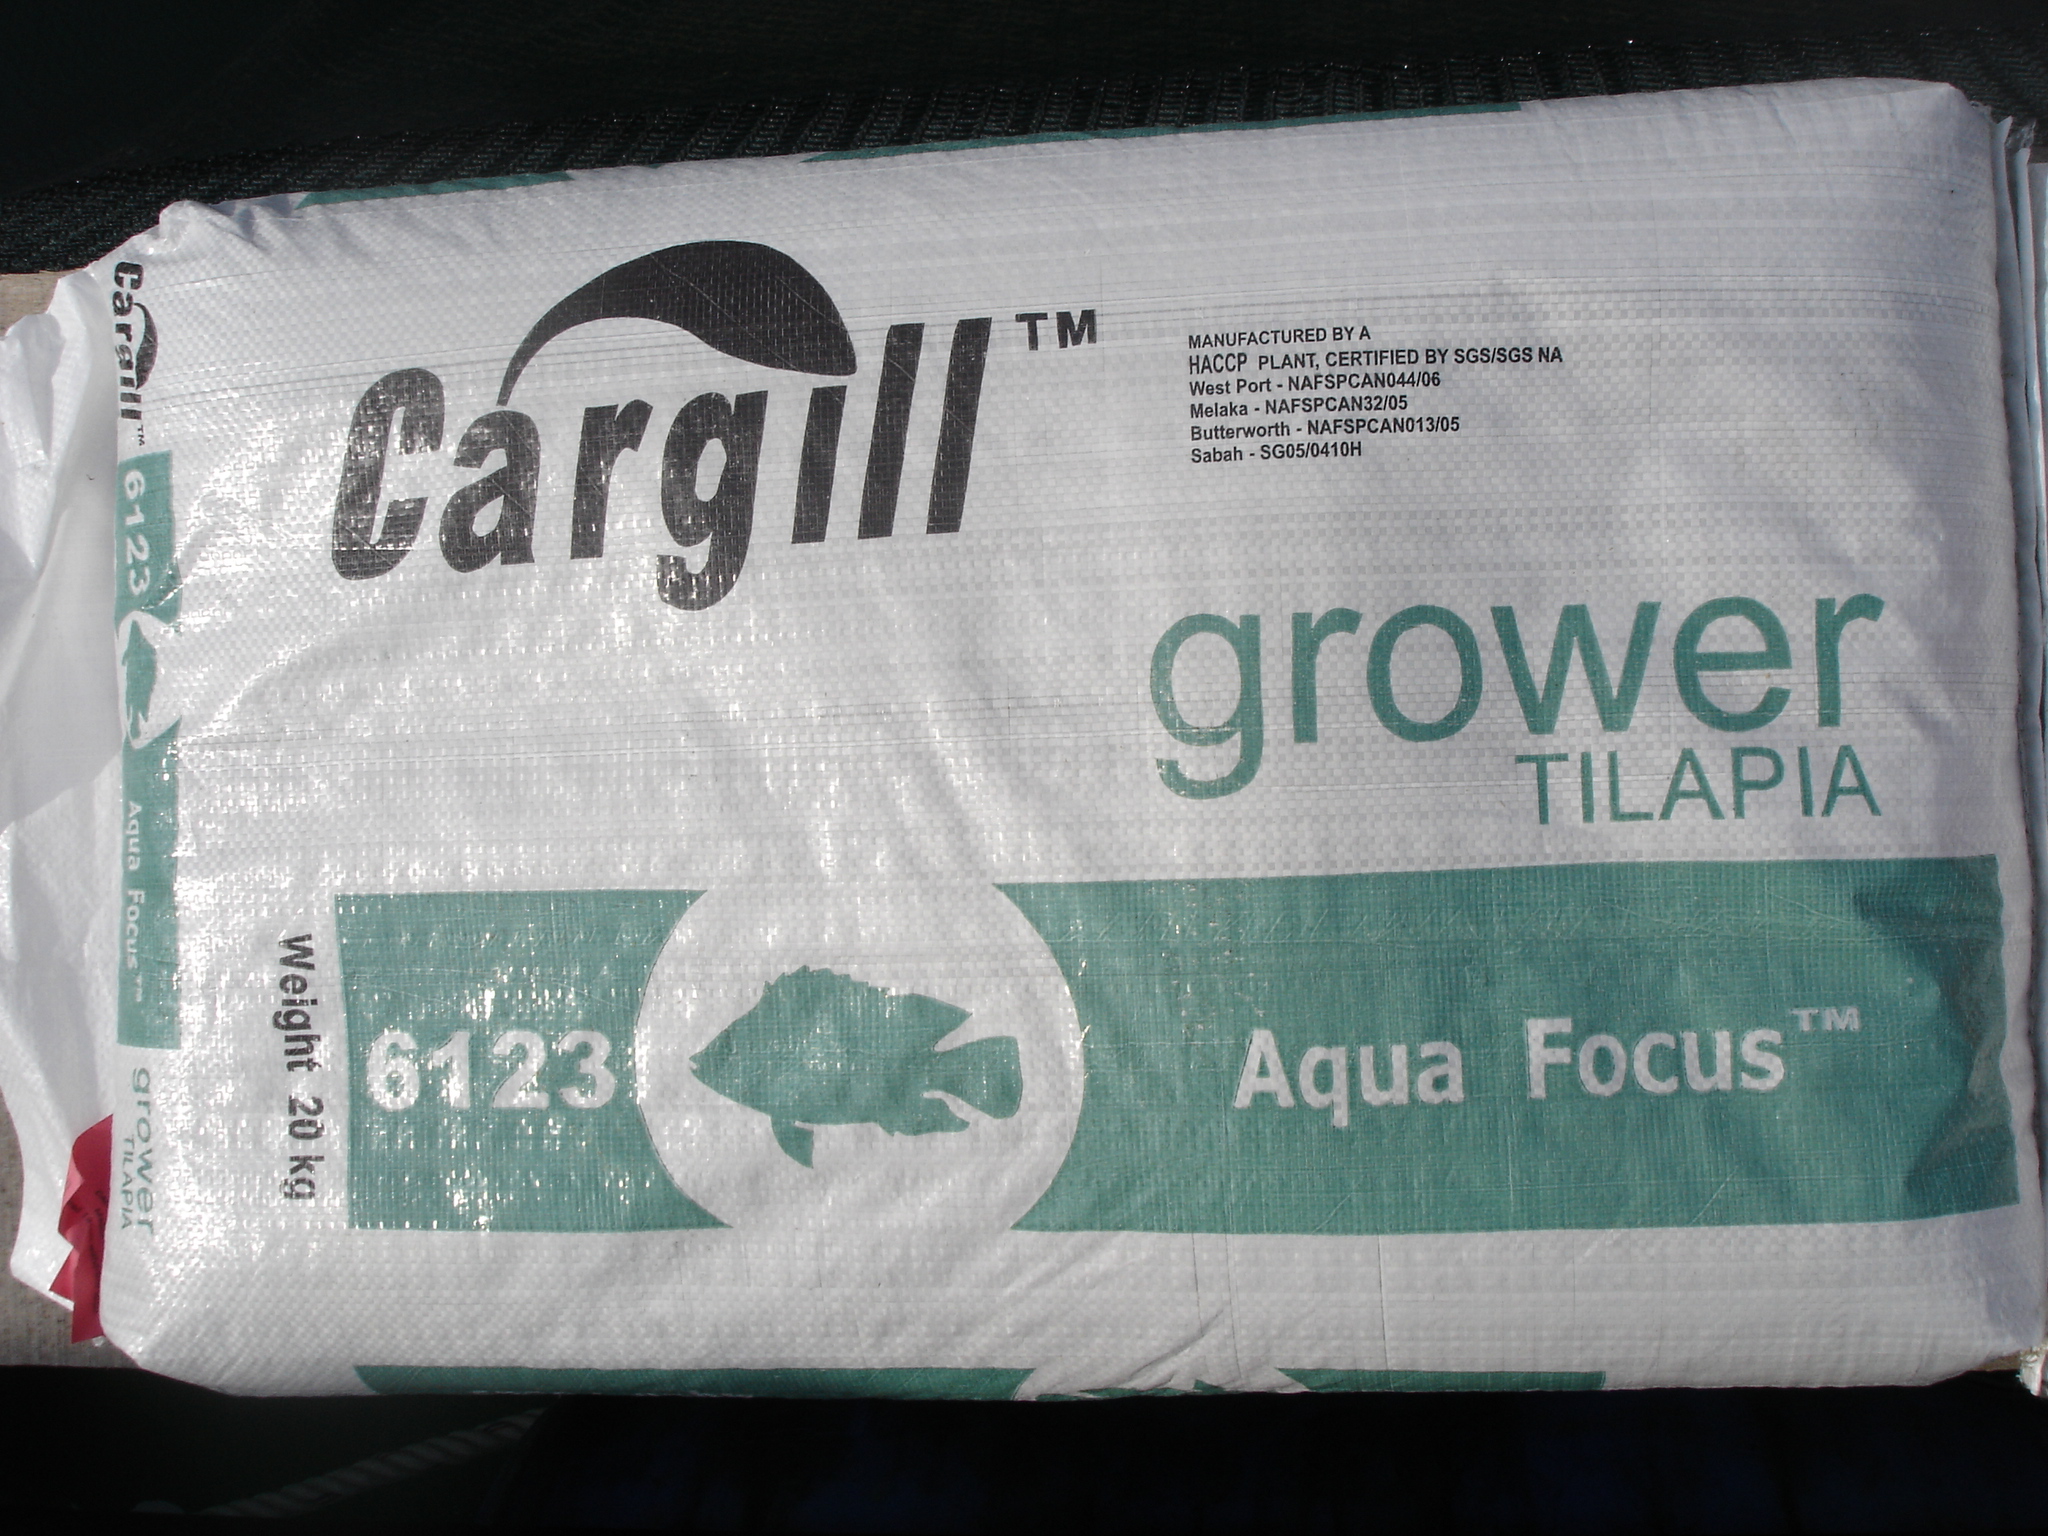 Cargill™
MANUFACTURED BY A
HACCP PLANT, CERTIFIED BY SGS/SGS NA
West Port - NAFSPCAN044/06
Melaka - NAFSPCAN32/05
Butterworth - NAFSPCAN013/05
Sabah - SG05/0410H
grower
TILAPIA
6123
Aqua Focus™
Weight 20 kg
Cargill™
6123
Aqua Focus™
grower
TILAPIA